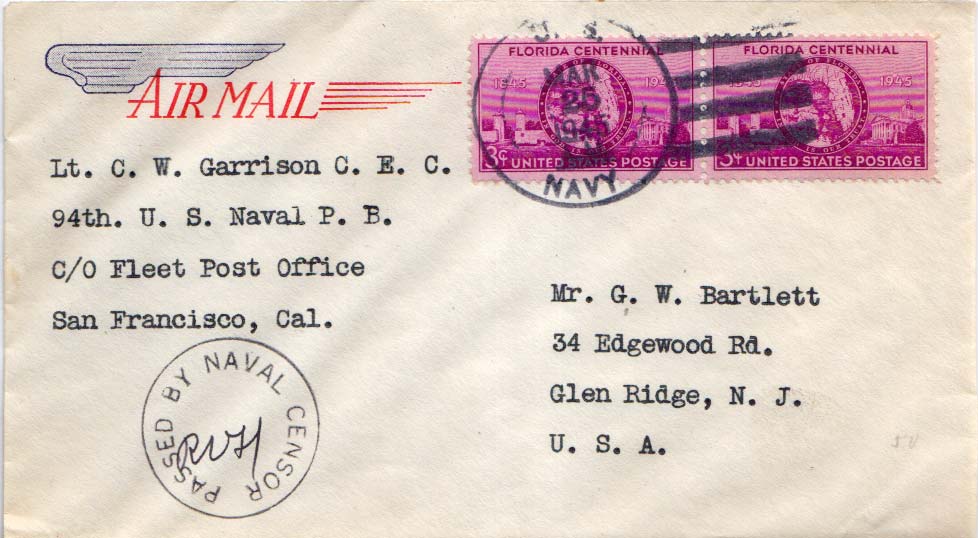 AIR MAIL
Lt. C. W. Garrison C. E. C.
94th. U. S. Naval P. B.
C/O Fleet Post Office
San Francisco, Cal.
PASSED BY NAVAL CENSOR
RVH
U. S.
MAR
1945
NAVY
FLORIDA CENTENNIAL
1845 1945
3¢ UNITED STATES POSTAGE
FLORIDA CENTENNIAL
1845 1945
3¢ UNITED STATES POSTAGE
Mr. G. W. Bartlett
34 Edgewood Rd.
Glen Ridge, N. J.
U. S. A.